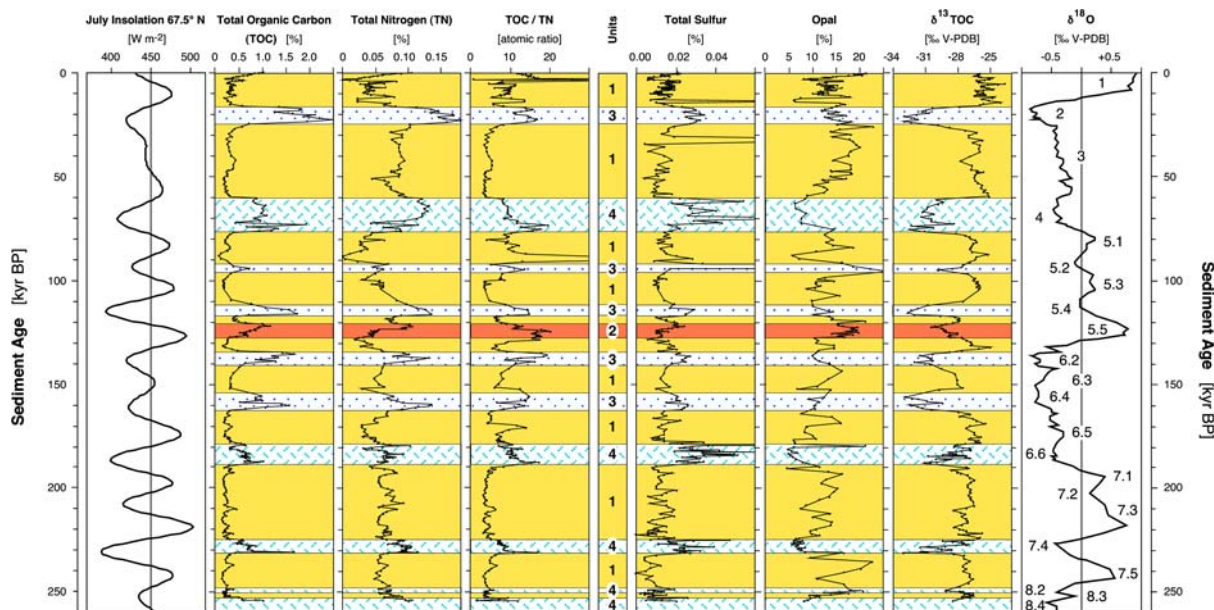 July Insolation 67.5° N
[W m-2]
400 450 500
Total Organic Carbon
(TOC) [%]
0 1.0 2.0
Total Nitrogen (TN)
[%]
0 0.05 0.10 0.15
TOC / TN
[atomic ratio]
0 10 20
Units
Total Sulfur
[%]
0.00 0.02 0.04
Opal
[%]
5 10 15 20
δ13TOC
[‰ V-PDB]
-34 -31 -28 -25
δ18O
[‰ V-PDB]
-0.5 0.5
Sediment Age [kyr BP]
0
50
100
150
200
250
1
3
1
4
1
3
1
3
2
3
1
3
1
4
1
4
1
4
4
1
2
3
4
5.1
5.2
5.3
5.4
5.5
6.2
6.3
6.4
6.5
6.6
7.1
7.2
7.3
7.4
7.5
8.2
8.3
8.4
0
50
100
150
200
250
Sediment Age [kyr BP]